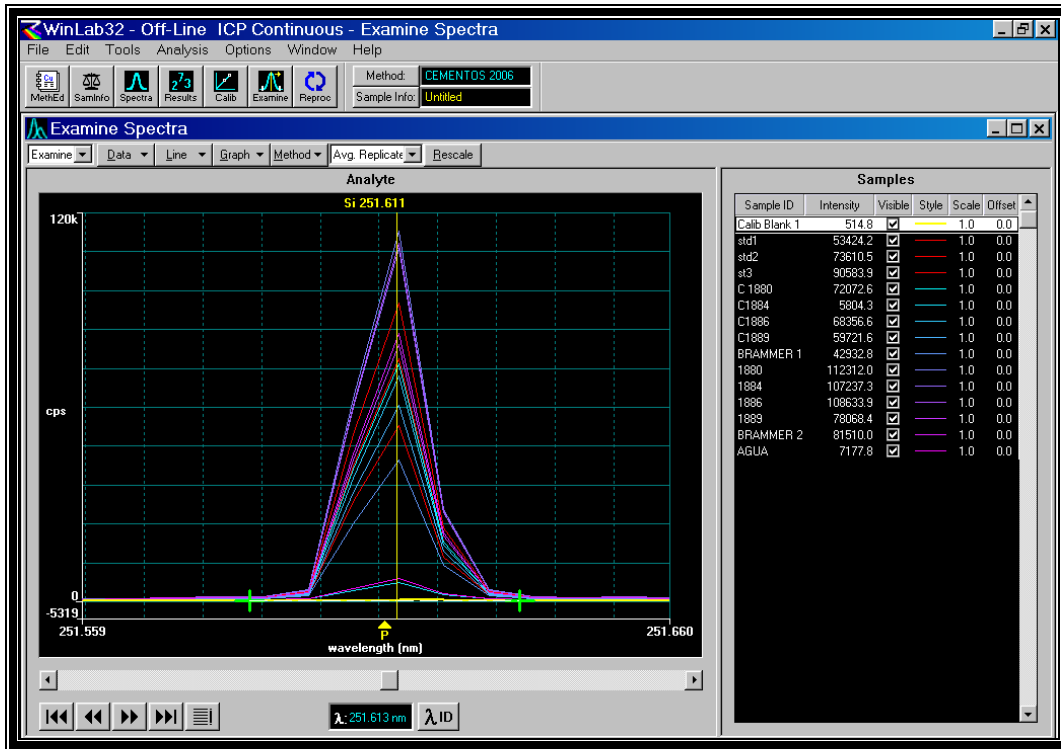 WinLab32 - Off-Line ICP Continuous - Examine Spectra
File Edit Tools Analysis Options Window Help
MethEd SamInfo Spectra Results Calib Examine Reproc
Method: CEMENTOS 2006
Sample Info: Untitled
Examine Spectra
Examine Data Line Graph Method Avg. Replicate Rescale
Analyte
Si 251.611
120k
cps
0
-5319
251.559 P 251.660
wavelength (nm)
λ: 251.613 nm λ ID
Samples
Sample ID Intensity Visible Style Scale Offset
Calib Blank 1 514.8 1.0 0.0
std1 53424.2 1.0 0.0
std2 73610.5 1.0 0.0
st3 90583.9 1.0 0.0
C 1880 72072.6 1.0 0.0
C1884 5804.3 1.0 0.0
C1886 68356.6 1.0 0.0
C1889 59721.6 1.0 0.0
BRAMMER 1 42932.8 1.0 0.0
1880 112312.0 1.0 0.0
1884 107237.3 1.0 0.0
1886 108633.9 1.0 0.0
1889 78068.4 1.0 0.0
BRAMMER 2 81510.0 1.0 0.0
AGUA 7177.8 1.0 0.0